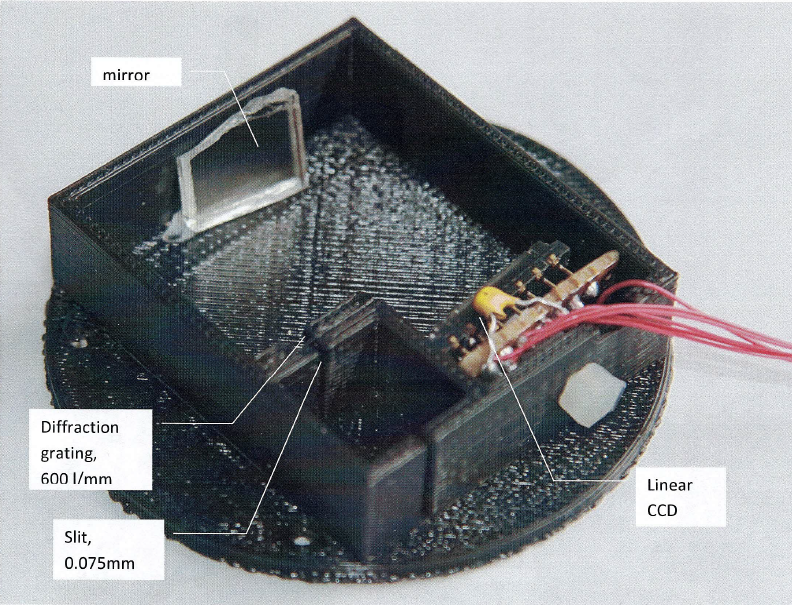 mirror
Diffraction
grating,
600 l/mm
Slit,
0.075mm
Linear
CCD